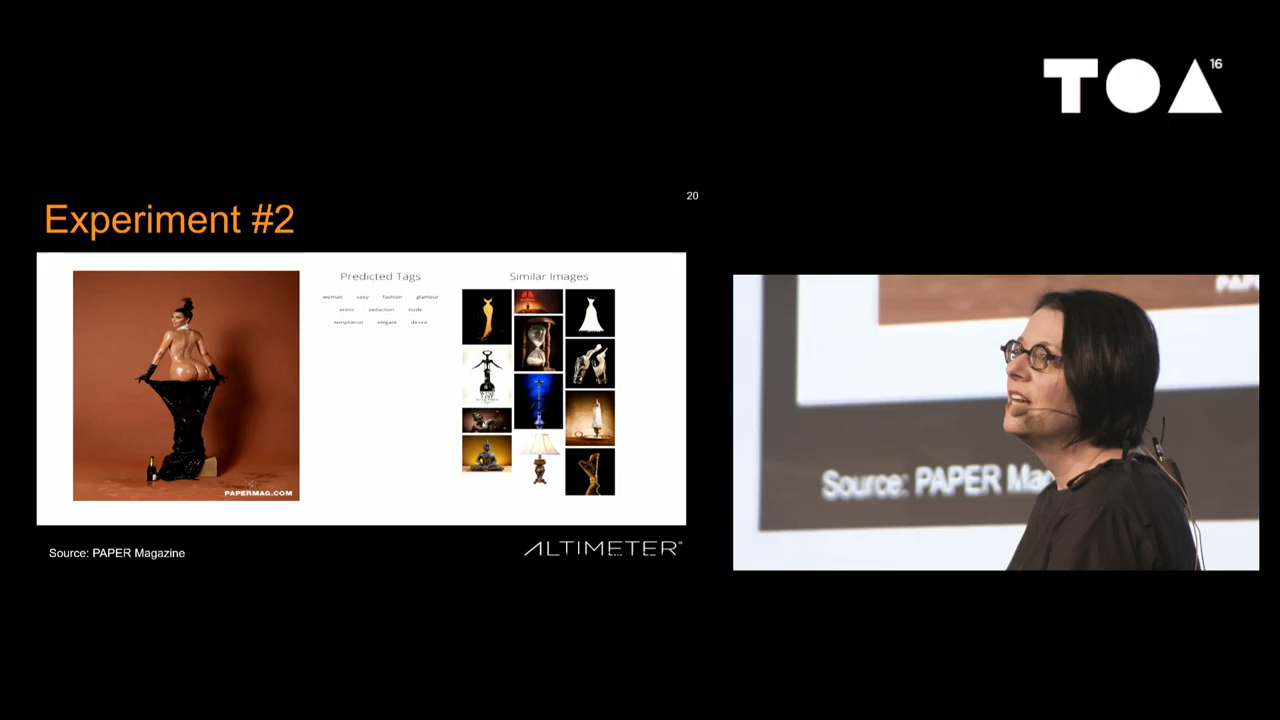 TOA 16
20
Experiment #2
Predicted Tags
woman sexy fashion glamour
erotic seduction nude
temptation elegant desire
Similar Images
PAPERMAG.COM
Source: PAPER Magazine
ALTIMETER®
Source: PAPER Mag